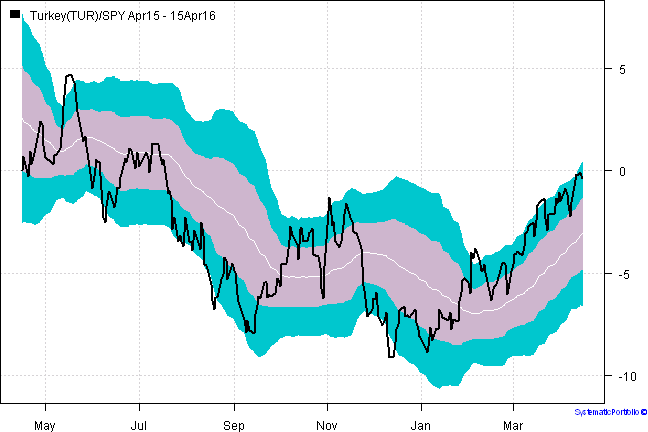 Turkey(TUR)/SPY Apr15 - 15Apr16
5
0
-5
-10
May Jul Sep Nov Jan Mar
SystematicPortfolio ©